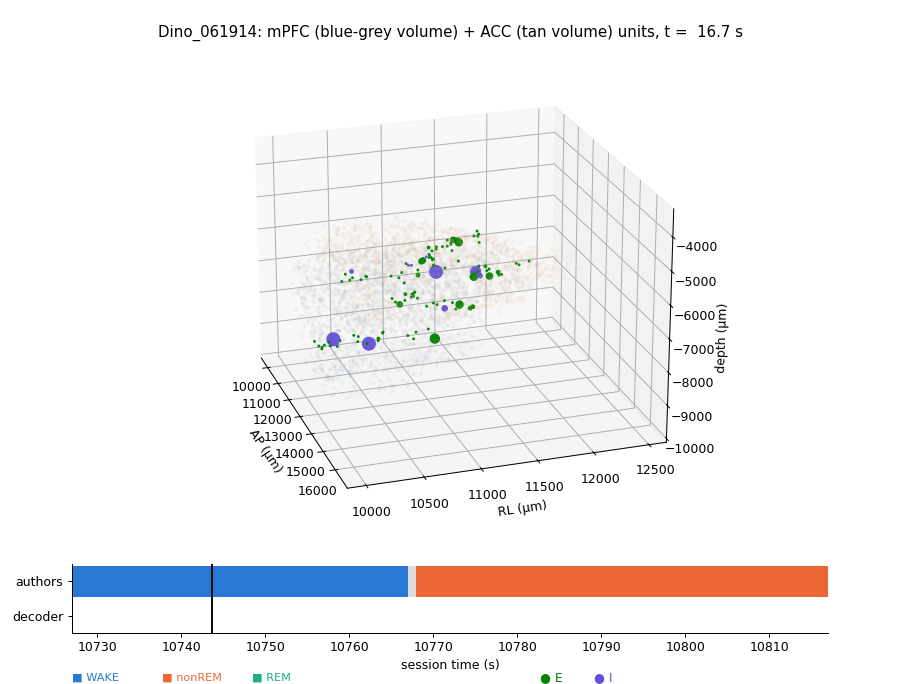 Dino_061914: mPFC (blue-grey volume) + ACC (tan volume) units, t =  16.7 s
−4000
−5000
−6000
−7000
−8000
−9000
−10000
depth (μm)
10000
11000
12000
13000
14000
15000
16000
AP (μm)
10000
10500
11000
11500
12000
12500
RL (μm)
authors
decoder
10730
10740
10750
10760
10770
10780
10790
10800
10810
session time (s)
WAKE
nonREM
REM
E
I